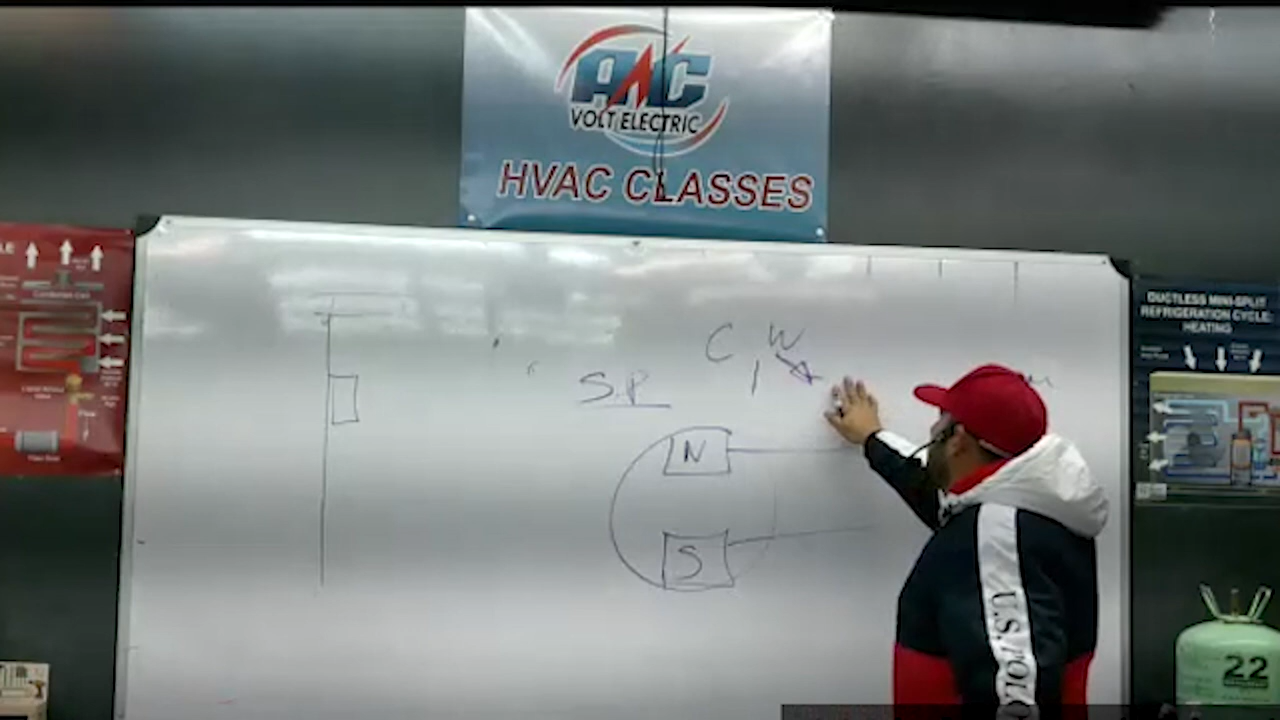 AC
VOLT ELECTRIC
HVAC CLASSES
DUCTLESS MINI-SPLIT
REFRIGERATION CYCLE:
HEATING
C W
S.P
N
S
U.S. POLO
22